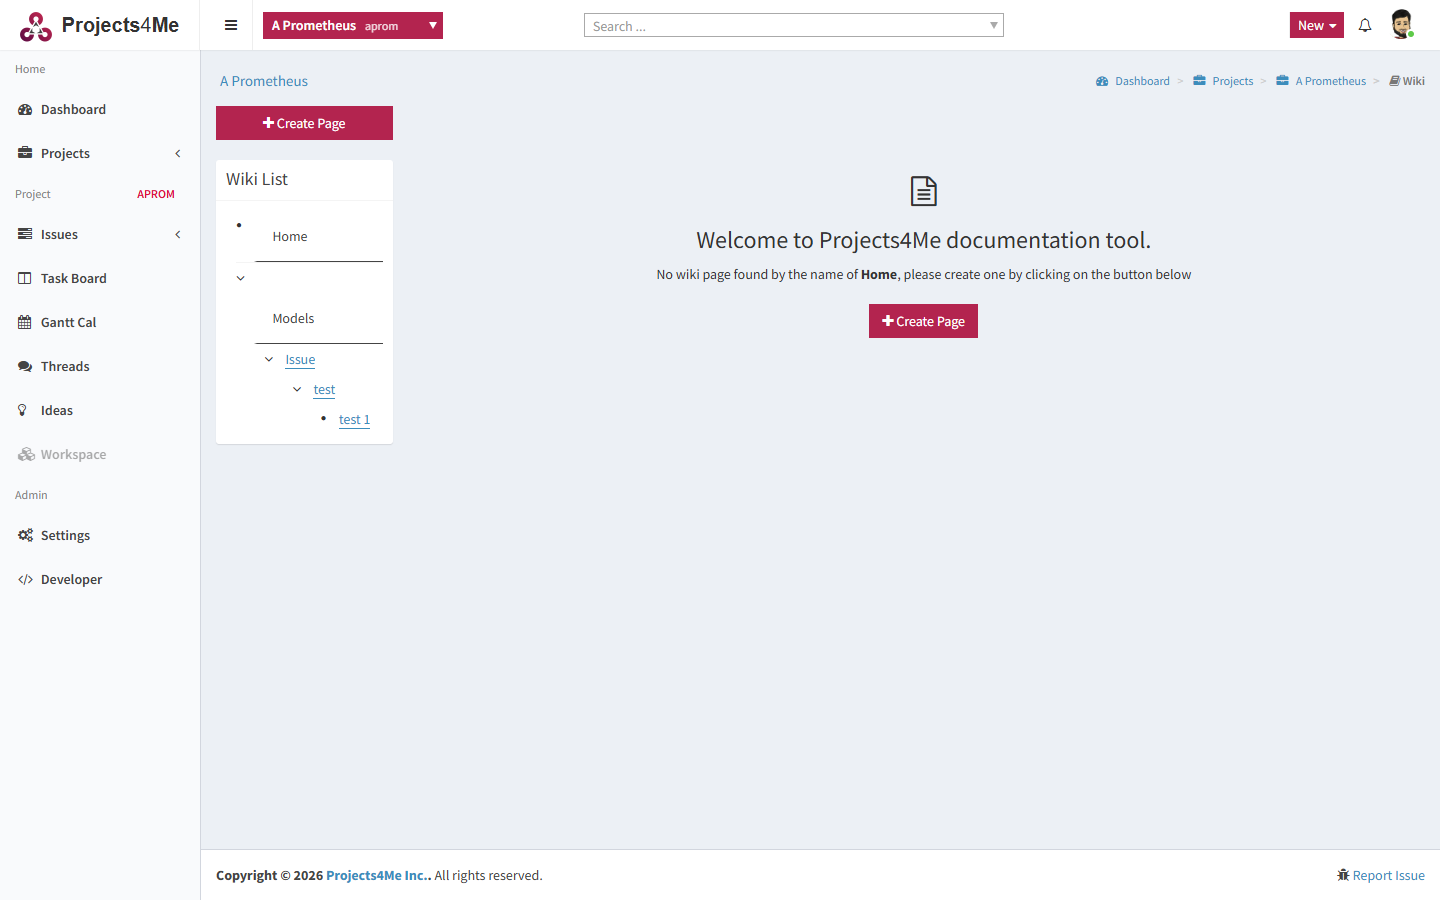 Projects4Me
A Prometheus aprom
Search ...
New
Home
Dashboard
Projects
Project APROM
Issues
Task Board
Gantt Cal
Threads
Ideas
Workspace
Admin
Settings
Developer
A Prometheus
Dashboard > Projects > A Prometheus > Wiki
Create Page
Wiki List
Home
Models
Issue
test
test 1
Welcome to Projects4Me documentation tool.
No wiki page found by the name of Home, please create one by clicking on the button below
Create Page
Copyright © 2026 Projects4Me Inc.. All rights reserved.
Report Issue